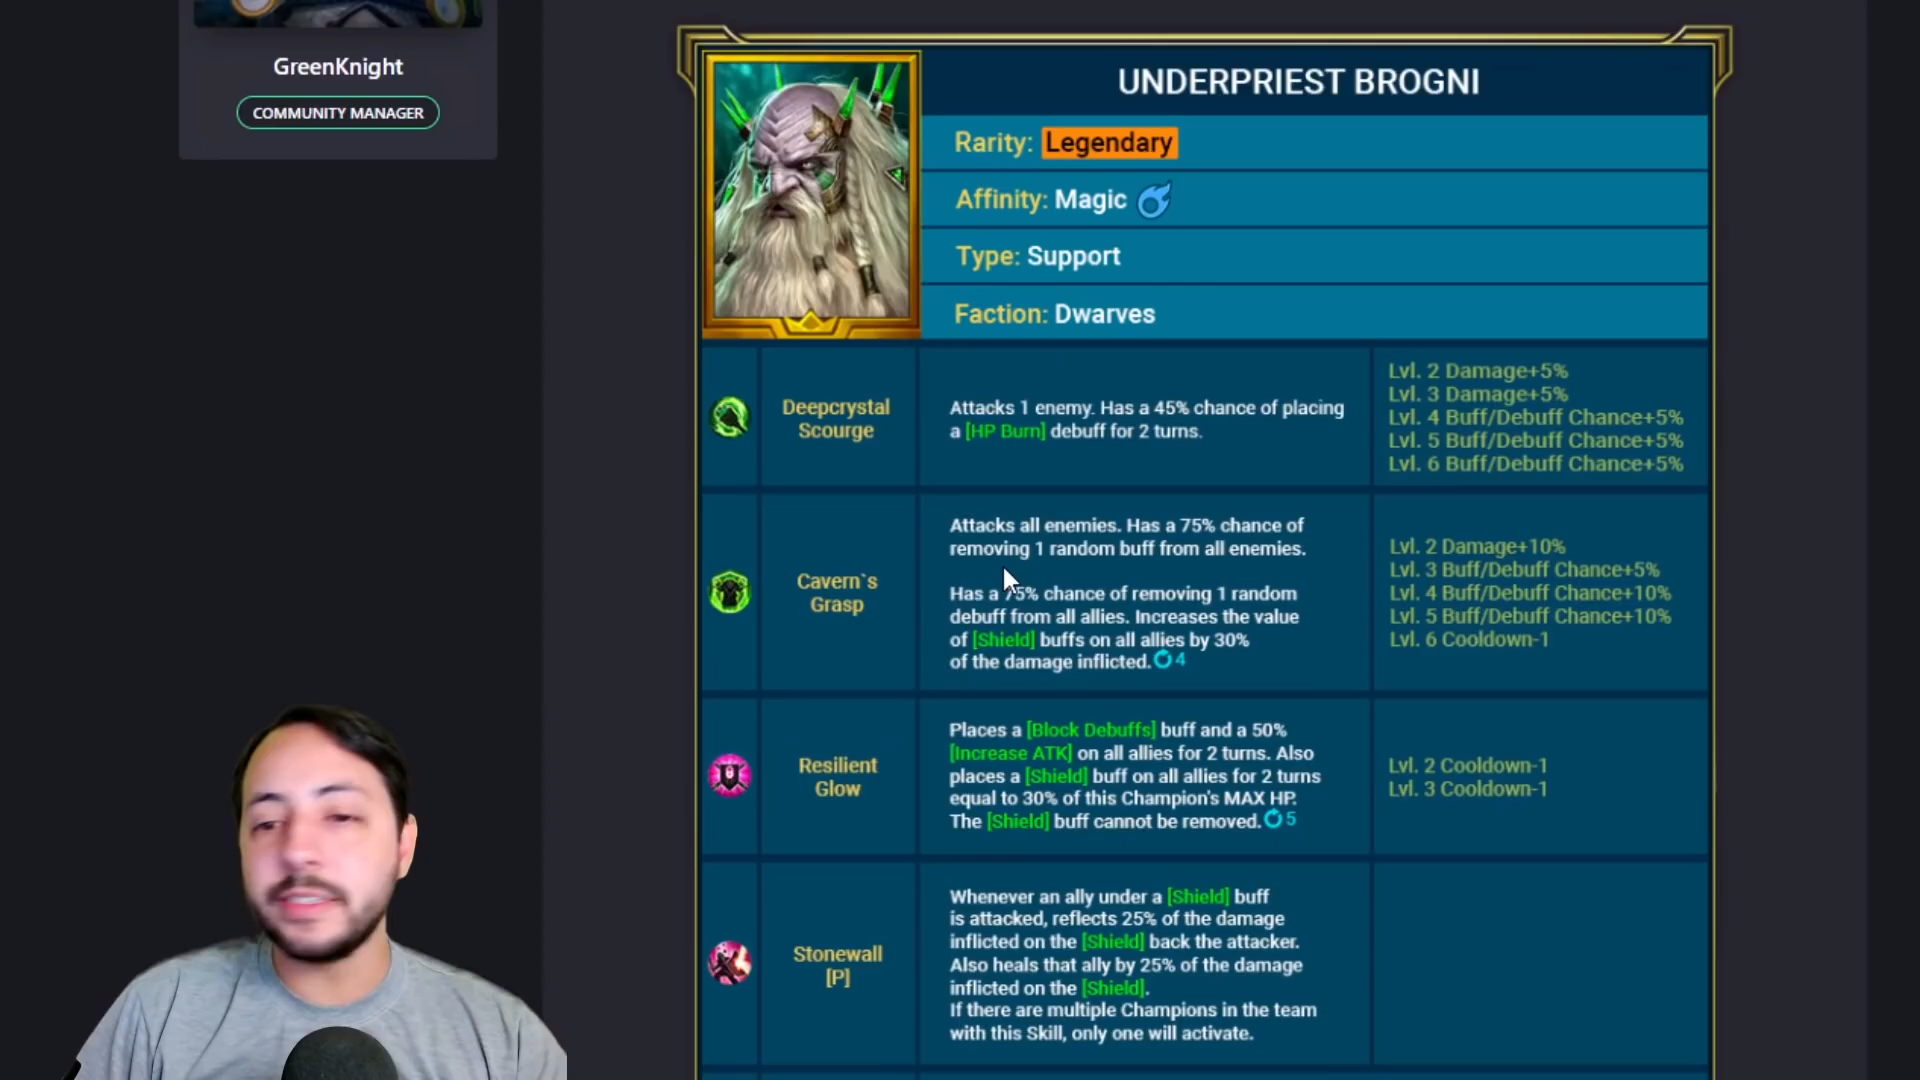 GreenKnight
COMMUNITY MANAGER
UNDERPRIEST BROGNI
Rarity: Legendary
Affinity: Magic
Type: Support
Faction: Dwarves
Deepcrystal
Scourge
Attacks 1 enemy. Has a 45% chance of placing
a [HP Burn] debuff for 2 turns.
Lvl. 2 Damage+5%
Lvl. 3 Damage+5%
Lvl. 4 Buff/Debuff Chance+5%
Lvl. 5 Buff/Debuff Chance+5%
Lvl. 6 Buff/Debuff Chance+5%
Cavern`s
Grasp
Attacks all enemies. Has a 75% chance of
removing 1 random buff from all enemies.
Has a 75% chance of removing 1 random
debuff from all allies. Increases the value
of [Shield] buffs on all allies by 30%
of the damage inflicted. 4
Lvl. 2 Damage+10%
Lvl. 3 Buff/Debuff Chance+5%
Lvl. 4 Buff/Debuff Chance+10%
Lvl. 5 Buff/Debuff Chance+10%
Lvl. 6 Cooldown-1
Resilient
Glow
Places a [Block Debuffs] buff and a 50%
[Increase ATK] on all allies for 2 turns. Also
places a [Shield] buff on all allies for 2 turns
equal to 30% of this Champion's MAX HP.
The [Shield] buff cannot be removed. 5
Lvl. 2 Cooldown-1
Lvl. 3 Cooldown-1
Stonewall
[P]
Whenever an ally under a [Shield] buff
is attacked, reflects 25% of the damage
inflicted on the [Shield] back the attacker.
Also heals that ally by 25% of the damage
inflicted on the [Shield].
If there are multiple Champions in the team
with this Skill, only one will activate.